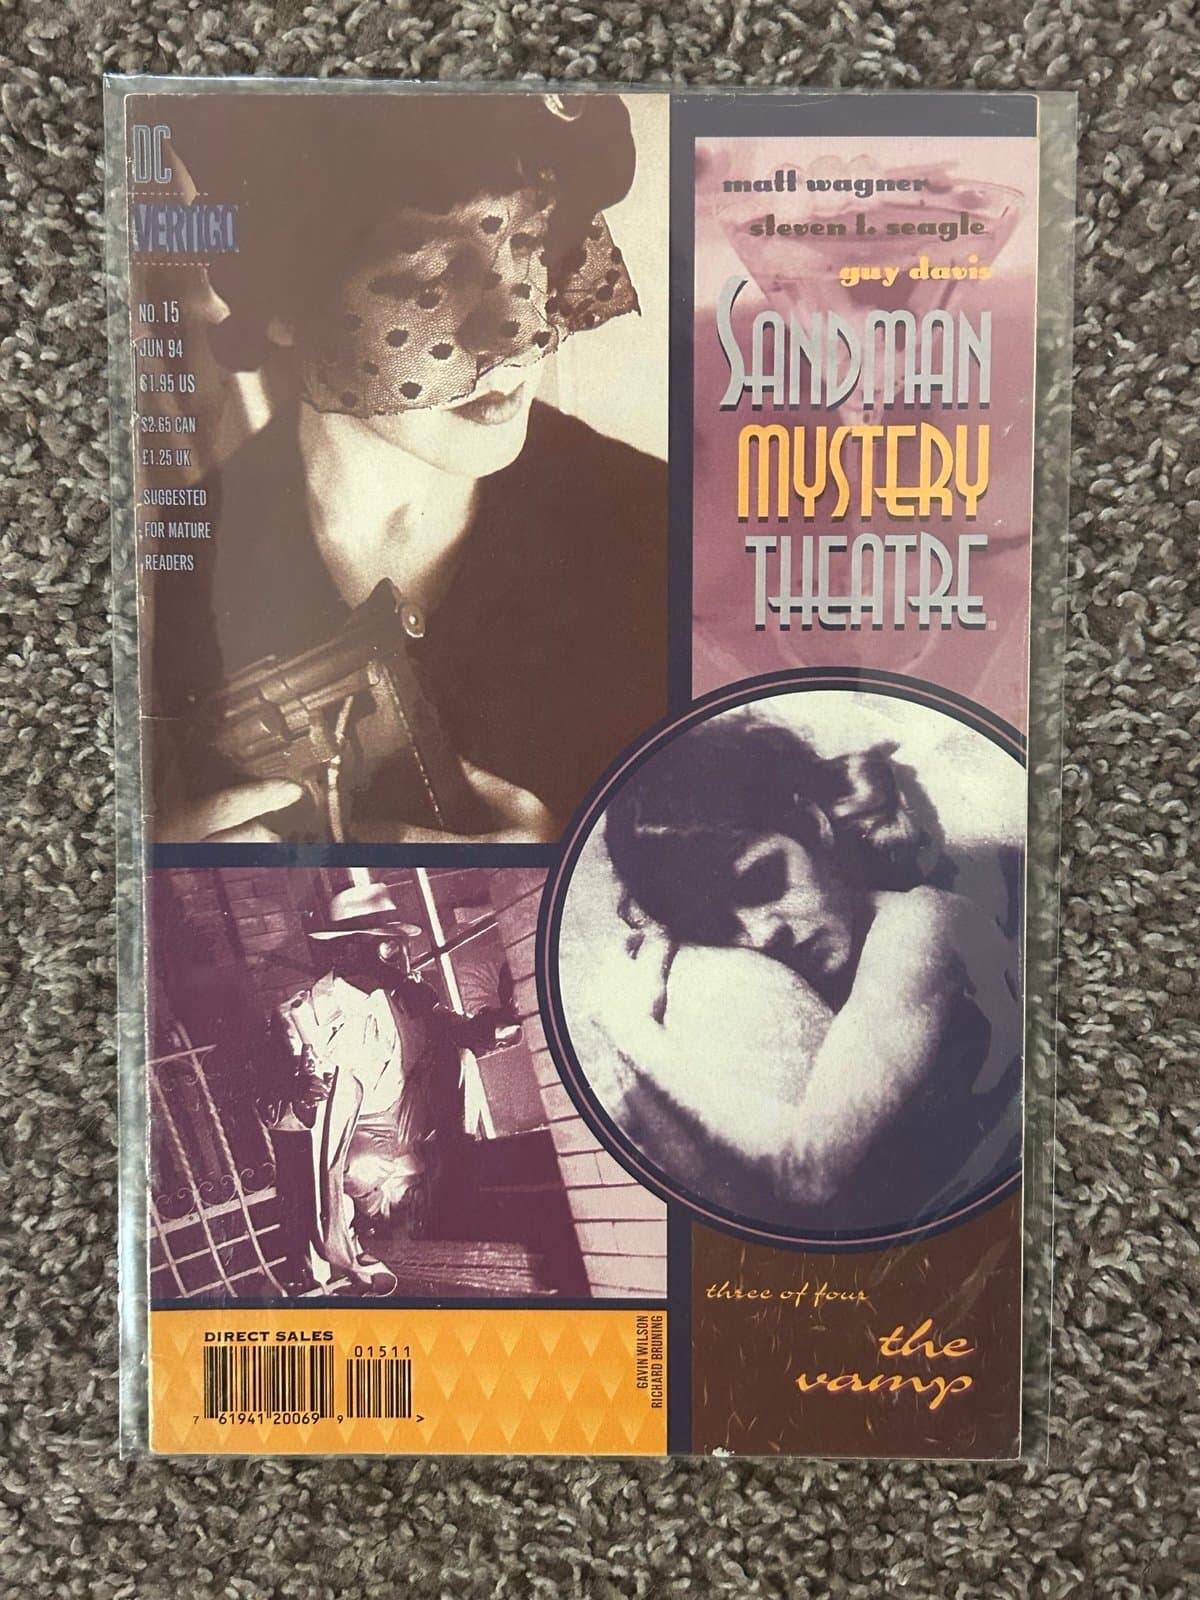 DC
VERTIGO
NO. 15
JUN 94
$1.95 US
$2.65 CAN
£1.25 UK
SUGGESTED
FOR MATURE
READERS
matt wagner
steven t. seagle
guy davis
SANDMAN
MYSTERY
THEATRE
three of four
the
vamp
DIRECT SALES
01511
7 61941 20069 9 >
GAVIN WILSON
RICHARD BRUNING